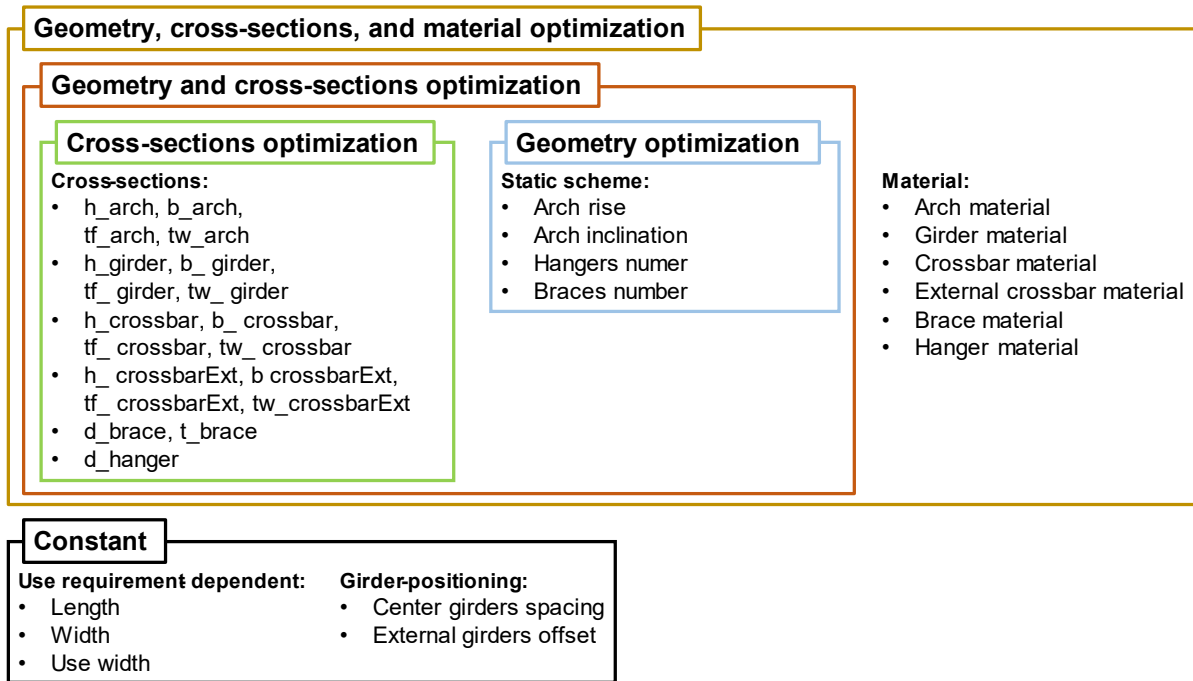 Geometry, cross-sections, and material optimization
Geometry and cross-sections optimization
Cross-sections optimization
Cross-sections:
• h_arch, b_arch,
tf_arch, tw_arch
• h_girder, b_ girder,
tf_ girder, tw_ girder
• h_crossbar, b_ crossbar,
tf_ crossbar, tw_ crossbar
• h_ crossbarExt, b crossbarExt,
tf_ crossbarExt, tw_crossbarExt
• d_brace, t_brace
• d_hanger
Geometry optimization
Static scheme:
• Arch rise
• Arch inclination
• Hangers numer
• Braces number
Material:
• Arch material
• Girder material
• Crossbar material
• External crossbar material
• Brace material
• Hanger material
Constant
Use requirement-dependent:
• Length
• Width
• Use width
Girder-positioning:
• Center girders spacing
• External girders offset